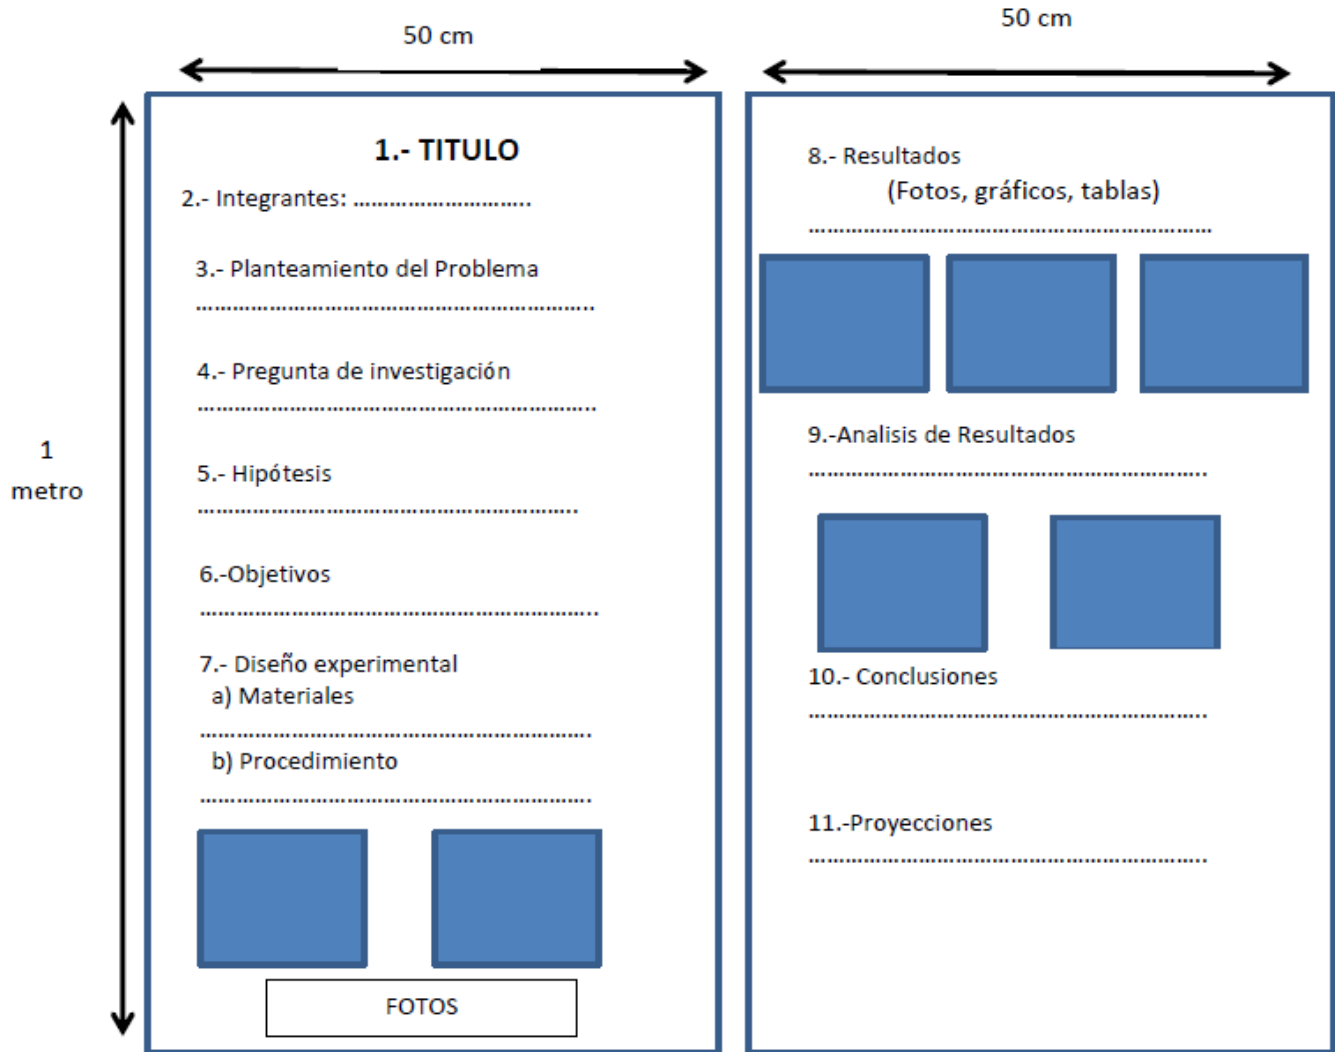 50 cm
50 cm
1
metro
1.- TITULO
2.- Integrantes: ...............................
3.- Planteamiento del Problema
......................................................................
4.- Pregunta de investigación
......................................................................
5.- Hipótesis
...................................................................
6.-Objetivos
......................................................................
7.- Diseño experimental
a) Materiales
.....................................................................
b) Procedimiento
.....................................................................
FOTOS
8.- Resultados
(Fotos, gráficos, tablas)
.......................................................................
9.-Analisis de Resultados
......................................................................
10.- Conclusiones
......................................................................
11.-Proyecciones
......................................................................